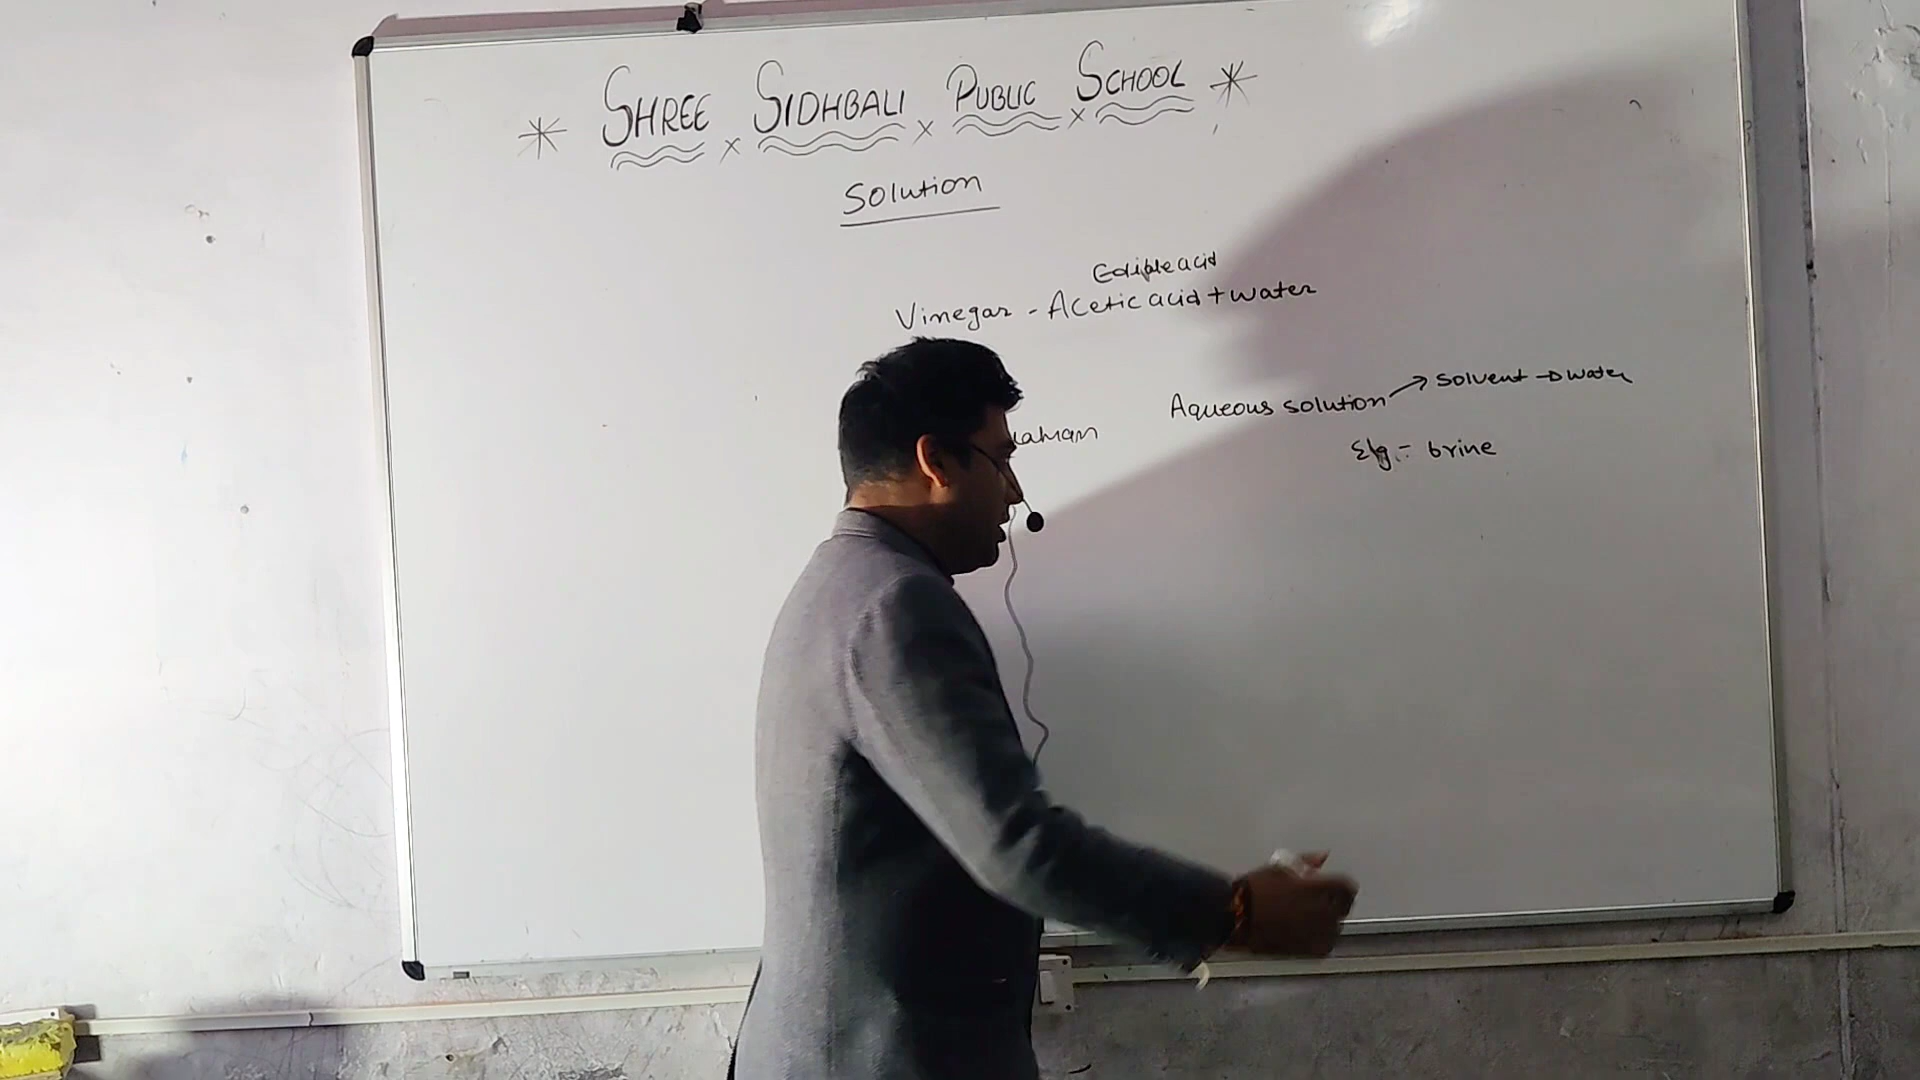 SHREE SIDHBALI PUBLIC SCHOOL
Solution
Edible acid
Vinegar - Acetic acid + water
Aqueous solution → Solvent → water
E/g :- brine